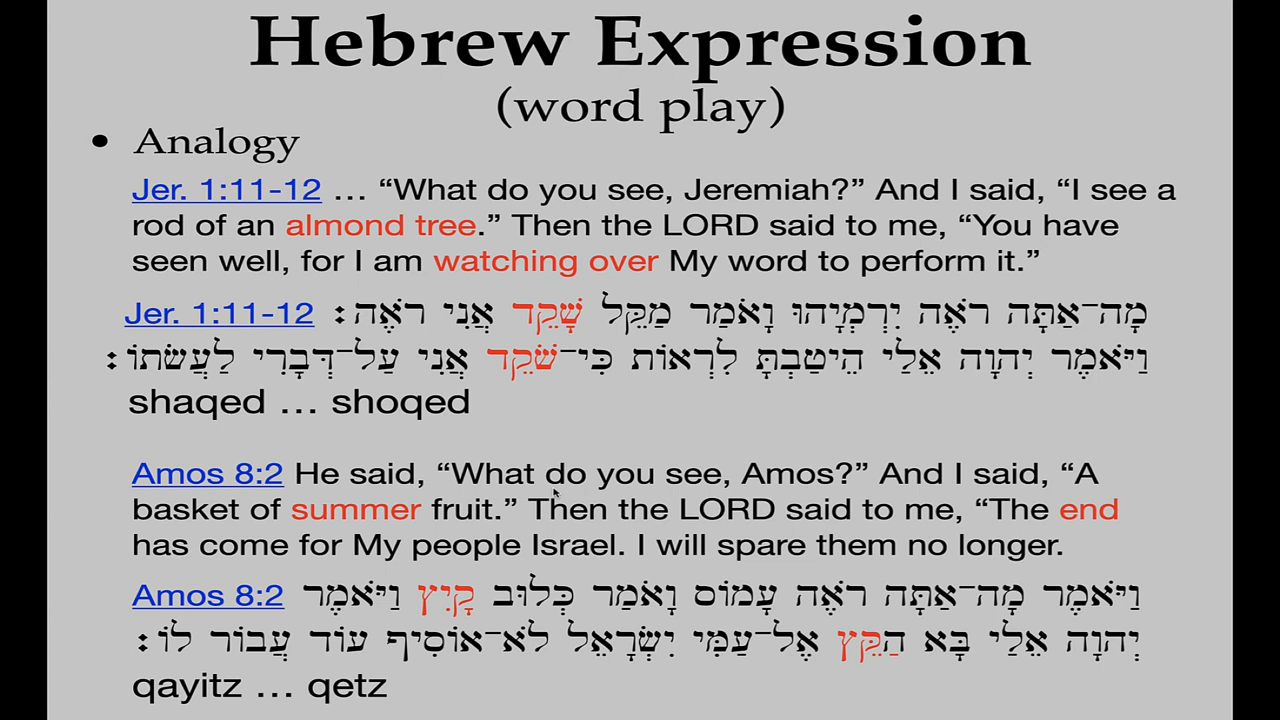 Hebrew Expression
(word play)
• Analogy
Jer. 1:11-12 … “What do you see, Jeremiah?” And I said, “I see a
rod of an almond tree.” Then the LORD said to me, “You have
seen well, for I am watching over My word to perform it.”
Jer. 1:11-12 מָה־אַתָּה רֹאֶה יִרְמְיָהוּ וָאֹמַר מַקֵּל שָׁקֵד אֲנִי רֹאֶה׃
וַיֹּאמֶר יְהוָה אֵלַי הֵיטַבְתָּ לִרְאוֹת כִּי־שֹׁקֵד אֲנִי עַל־דְּבָרִי לַעֲשֹׂתוֹ׃
shaqed … shoqed
Amos 8:2 He said, “What do you see, Amos?” And I said, “A
basket of summer fruit.” Then the LORD said to me, “The end
has come for My people Israel. I will spare them no longer.
Amos 8:2 וַיֹּאמֶר מָה־אַתָּה רֹאֶה עָמוֹס וָאֹמַר כְּלוּב קָיִץ וַיֹּאמֶר
יְהוָה אֵלַי בָּא הַקֵּץ אֶל־עַמִּי יִשְׂרָאֵל לֹא־אוֹסִיף עוֹד עֲבוֹר לוֹ׃
qayitz … qetz